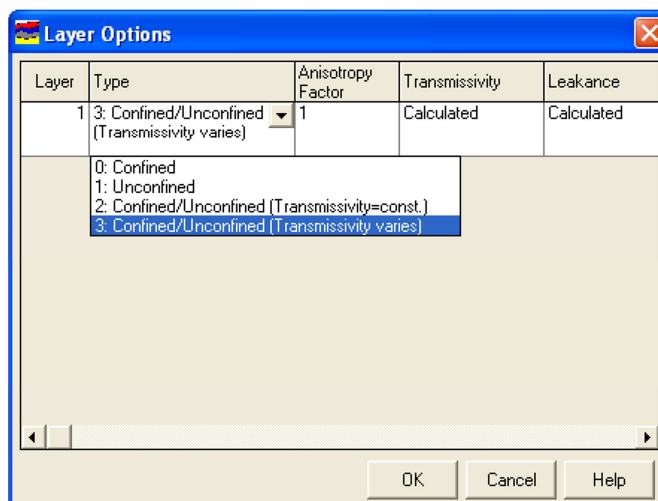 Layer Options
Layer Type Anisotropy Factor Transmissivity Leakance
1 3: Confined/Unconfined (Transmissivity varies) 1 Calculated Calculated
0: Confined
1: Unconfined
2: Confined/Unconfined (Transmissivity=const.)
3: Confined/Unconfined (Transmissivity varies)
OK Cancel Help